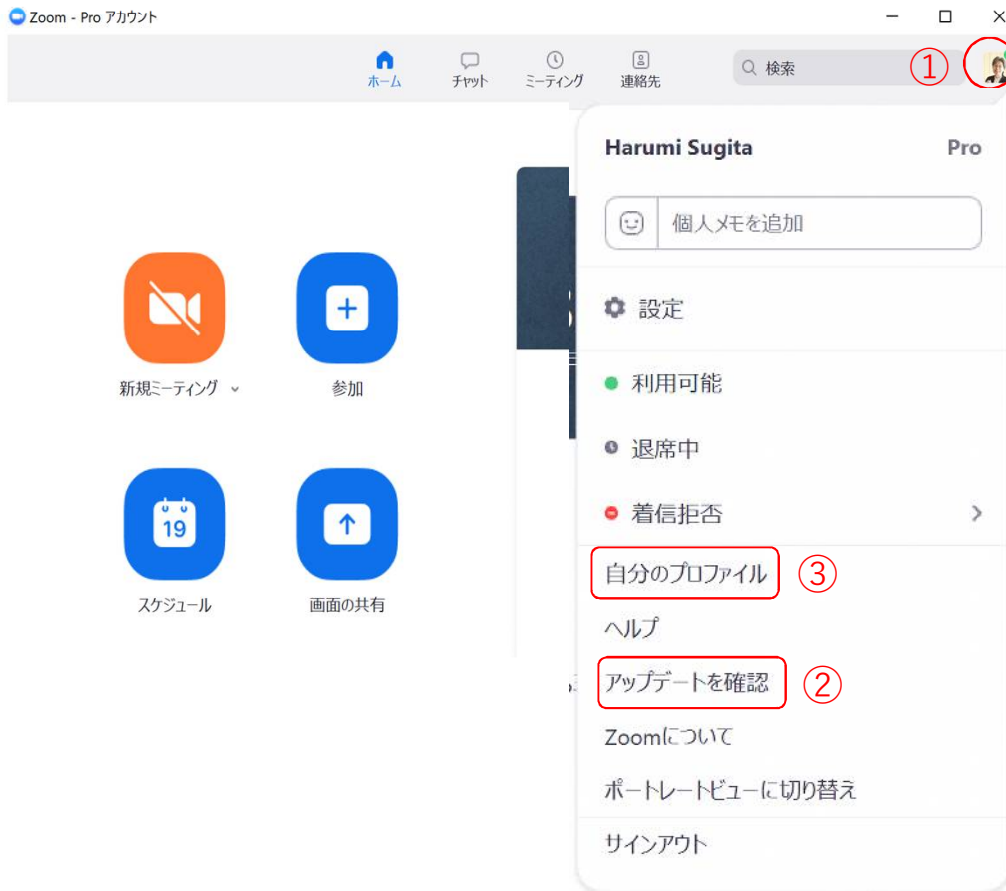 Zoom - Pro アカウント
ホーム
チャット
ミーティング
連絡先
検索
①
Harumi Sugita
Pro
個人メモを追加
設定
新規ミーティング
参加
利用可能
退席中
着信拒否
19
スケジュール
画面の共有
自分のプロファイル
③
ヘルプ
アップデートを確認
②
Zoomについて
ポートレートビューに切り替え
サインアウト